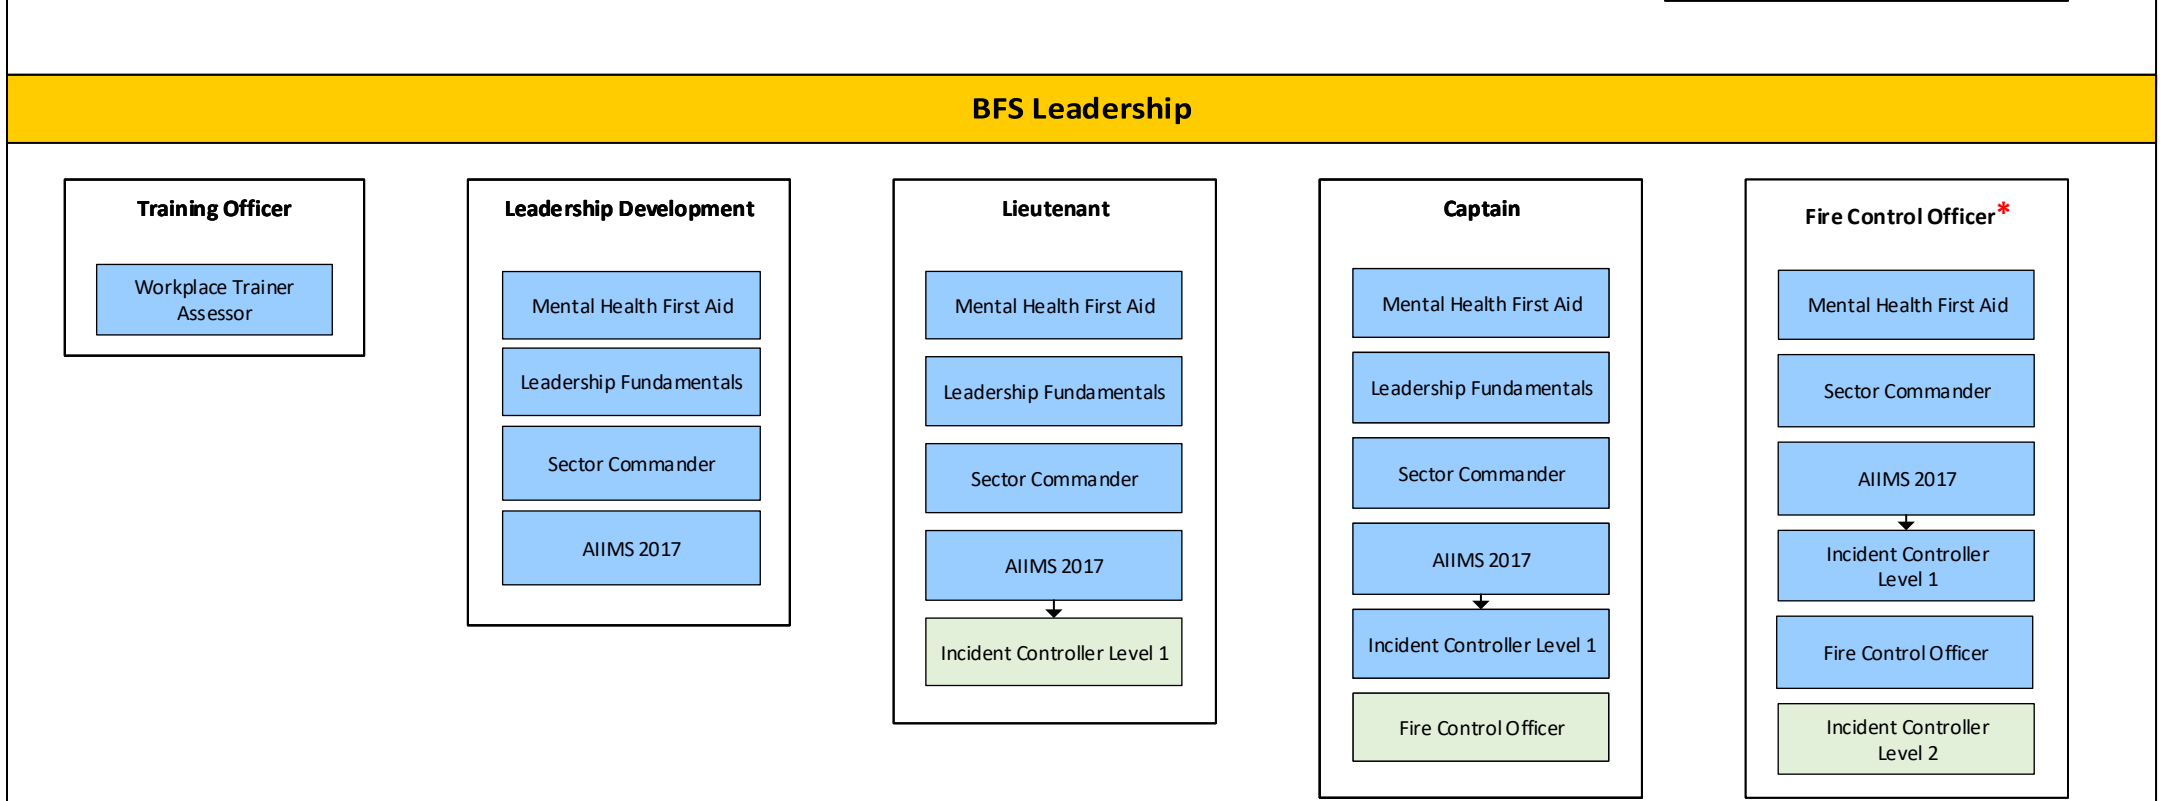 BFS Leadership
Training Officer
Workplace Trainer
Assessor
Leadership Development
Mental Health First Aid
Leadership Fundamentals
Sector Commander
AIIMS 2017
Lieutenant
Mental Health First Aid
Leadership Fundamentals
Sector Commander
AIIMS 2017
Incident Controller Level 1
Captain
Mental Health First Aid
Leadership Fundamentals
Sector Commander
AIIMS 2017
Incident Controller Level 1
Fire Control Officer
Fire Control Officer*
Mental Health First Aid
Sector Commander
AIIMS 2017
Incident Controller
Level 1
Fire Control Officer
Incident Controller
Level 2